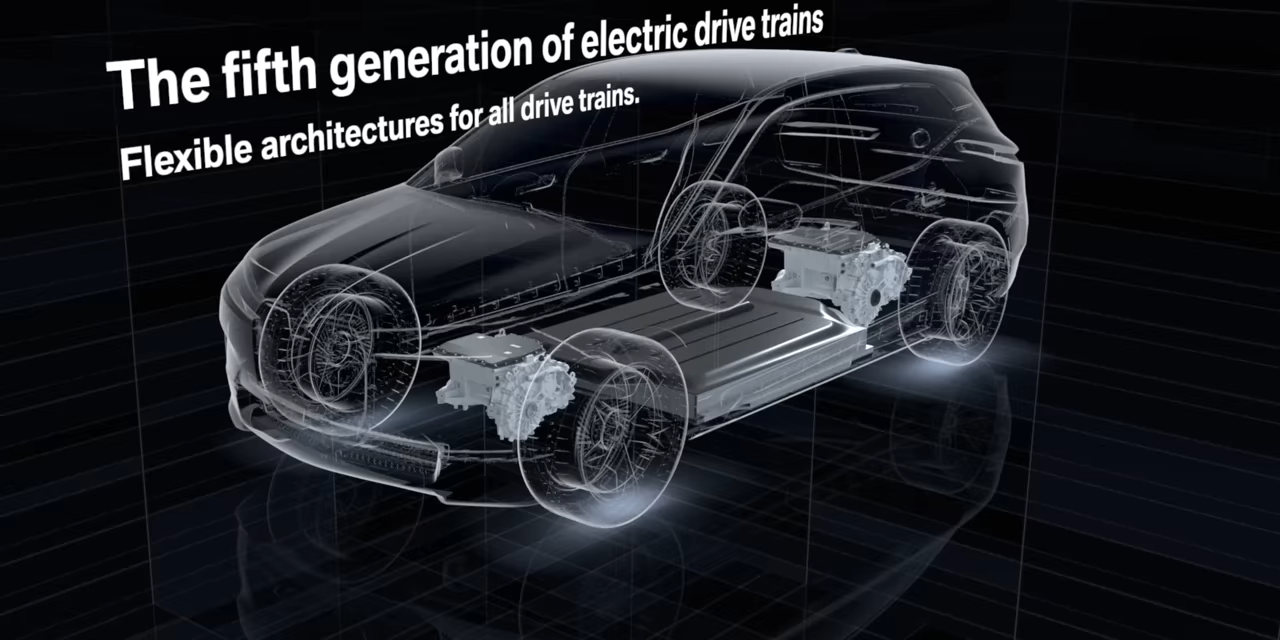 The fifth generation of electric drive trains
Flexible architectures for all drive trains.